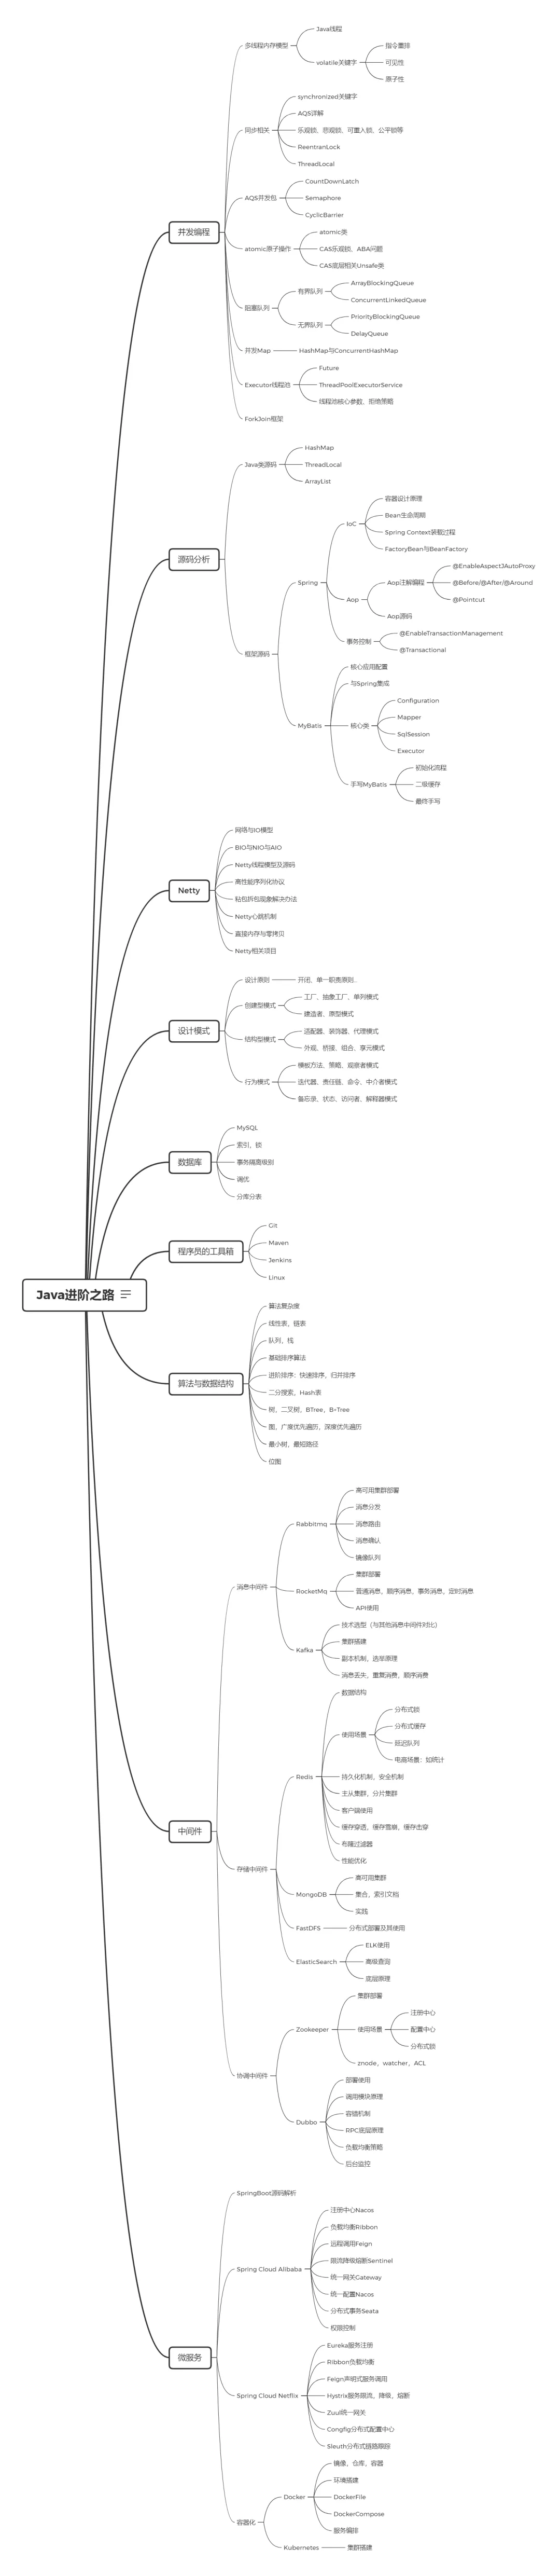 Java进阶之路
并发编程
多线程内存模型
Java线程
volatile关键字
指令重排
可见性
原子性
同步相关
synchronized关键字
AQS详解
乐观锁、悲观锁、可重入锁、公平锁等
ReentranLock
ThreadLocal
AQS并发包
CountDownLatch
Semaphore
CyclicBarrier
atomic原子操作
atomic类
CAS乐观锁、ABA问题
CAS底层相关Unsafe类
阻塞队列
有界队列
ArrayBlockingQueue
ConcurrentLinkedQueue
无界队列
PriorityBlockingQueue
DelayQueue
并发Map
HashMap与ConcurrentHashMap
Executor线程池
Future
ThreadPoolExecutorService
线程池核心参数、拒绝策略
ForkJoin框架
源码分析
Java类源码
HashMap
ThreadLocal
ArrayList
框架源码
Spring
IoC
容器设计原理
Bean生命周期
Spring Context装载过程
FactoryBean与BeanFactory
Aop
Aop注解编程
@EnableAspectJAutoProxy
@Before/@After/@Around
@Pointcut
Aop源码
事务控制
@EnableTransactionManagement
@Transactional
MyBatis
核心应用配置
与Spring集成
核心类
Configuration
Mapper
SqlSession
Executor
手写MyBatis
初始化流程
二级缓存
最终手写
Netty
网络与IO模型
BIO与NIO与AIO
Netty线程模型及源码
高性能序列化协议
粘包拆包现象解决办法
Netty心跳机制
直接内存与零拷贝
Netty相关项目
设计模式
设计原则
开闭、单一职责原则...
创建型模式
工厂、抽象工厂、单列模式
建造者、原型模式
结构型模式
适配器、装饰器、代理模式
外观、桥接、组合、享元模式
行为模式
模板方法、策略、观察者模式
迭代器、责任链、命令、中介者模式
备忘录、状态、访问者、解释器模式
数据库
MySQL
索引、锁
事务隔离级别
调优
分库分表
程序员的工具箱
Git
Maven
Jenkins
Linux
算法与数据结构
算法复杂度
线性表，链表
队列，栈
基础排序算法
进阶排序：快速排序，归并排序
二分搜索，Hash表
树，二叉树，BTree，B+Tree
图，广度优先遍历，深度优先遍历
最小树，最短路径
位图
中间件
消息中间件
Rabbitmq
高可用集群部署
消息分发
消息路由
消息确认
镜像队列
RocketMq
集群部署
普通消息，顺序消息，事务消息，定时消息
API使用
Kafka
技术选型（与其他消息中间件对比）
集群搭建
副本机制，选举原理
消息丢失，重复消费，顺序消费
存储中间件
Redis
数据结构
使用场景
分布式锁
分布式缓存
延迟队列
电商场景：如统计
持久化机制，安全机制
主从集群，分片集群
客户端使用
缓存穿透，缓存雪崩，缓存击穿
布隆过滤器
性能优化
MongoDB
高可用集群
集合，索引文档
实践
FastDFS
分布式部署及其使用
ElasticSearch
ELK使用
高级查询
底层原理
协调中间件
Zookeeper
集群部署
使用场景
注册中心
配置中心
分布式锁
znode，watcher，ACL
Dubbo
部署使用
调用模块原理
容错机制
RPC底层原理
负载均衡策略
后台监控
微服务
SpringBoot源码解析
Spring Cloud Alibaba
注册中心Nacos
负载均衡Ribbon
远程调用Feign
限流降级熔断Sentinel
统一网关Gateway
统一配置Nacos
分布式事务Seata
权限控制
Spring Cloud Netflix
Eureka服务注册
Ribbon负载均衡
Feign声明式服务调用
Hystrix服务限流，降级，熔断
Zuul统一网关
Congfig分布式配置中心
Sleuth分布式链路跟踪
容器化
Docker
镜像，仓库，容器
环境搭建
DockerFile
DockerCompose
服务编排
Kubernetes
集群搭建